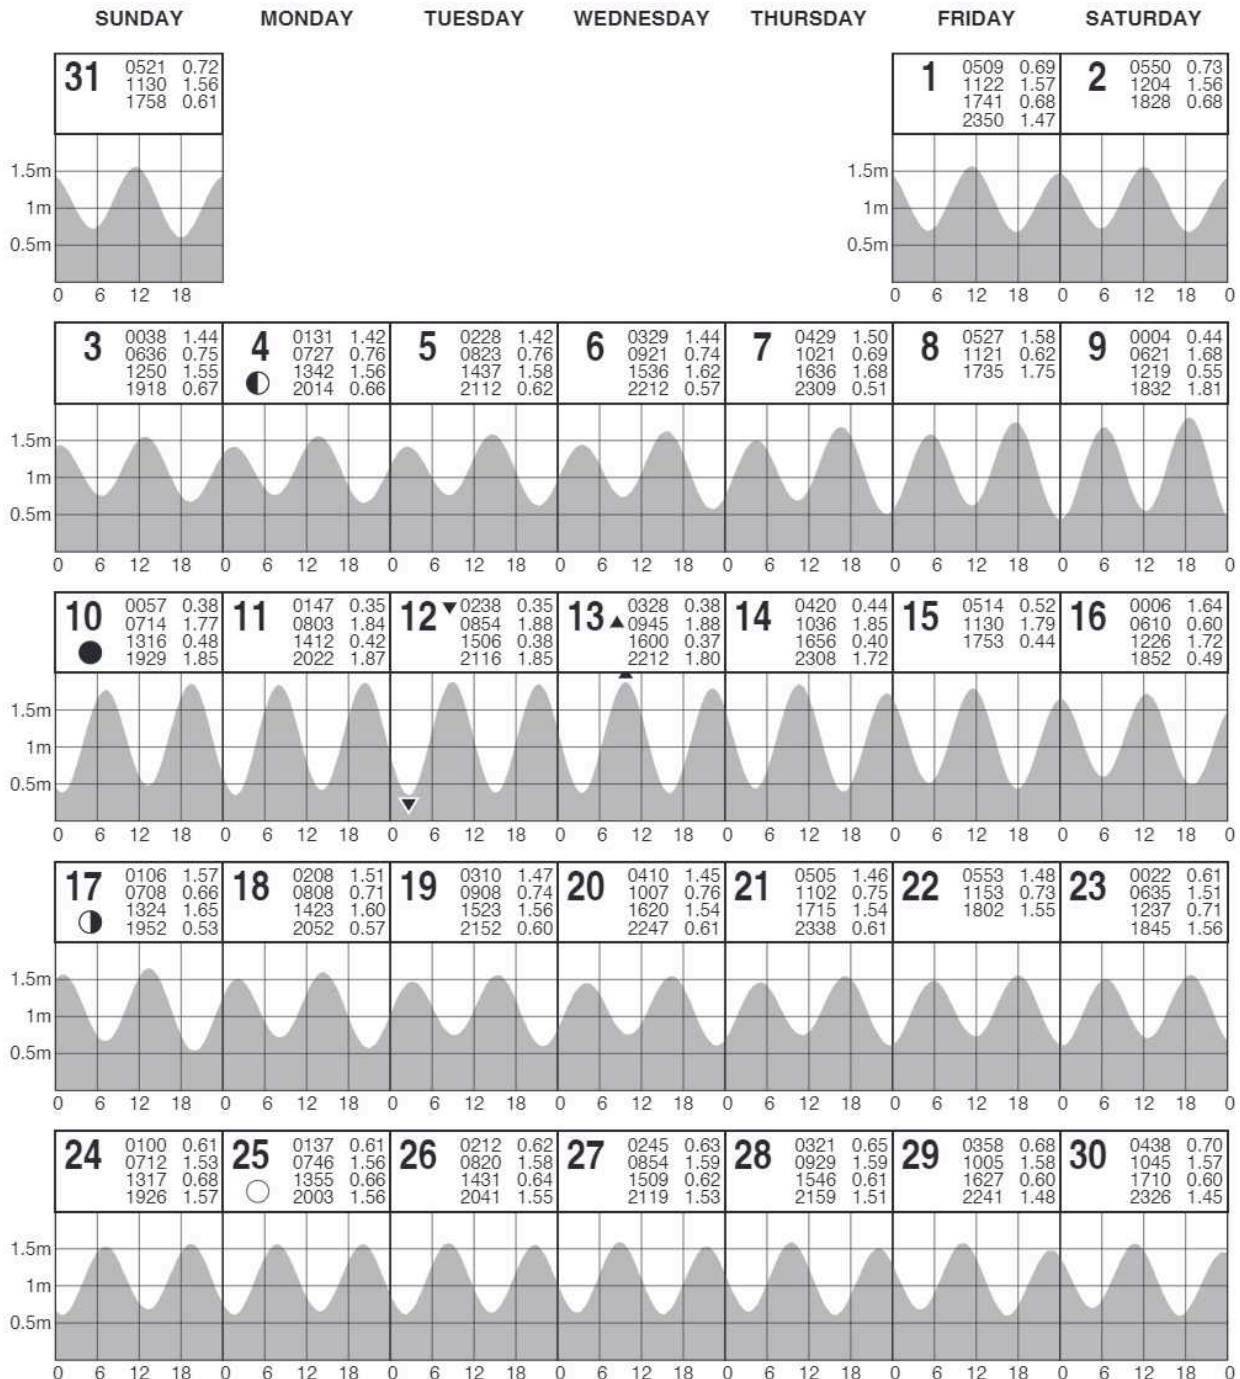 SUNDAY MONDAY TUESDAY WEDNESDAY THURSDAY FRIDAY SATURDAY
31 0521 0.72
1130 1.56
1758 0.61
1 0509 0.69
1122 1.57
1741 0.68
2350 1.47
2 0550 0.73
1204 1.56
1828 0.68
1.5m
1m
0.5m
0 6 12 18
1.5m
1m
0.5m
0 6 12 18 0 6 12 18 0
3 0038 1.44
0636 0.75
1250 1.55
1918 0.67
4 0131 1.42
0727 0.76
1342 1.56
2014 0.66
5 0228 1.42
0823 0.76
1437 1.58
2112 0.62
6 0329 1.44
0921 0.74
1536 1.62
2212 0.57
7 0429 1.50
1021 0.69
1636 1.68
2309 0.51
8 0527 1.58
1121 0.62
1735 1.75
9 0004 0.44
0621 1.68
1219 0.55
1832 1.81
1.5m
1m
0.5m
0 6 12 18 0 6 12 18 0 6 12 18 0 6 12 18 0 6 12 18 0 6 12 18 0 6 12 18 0
10 0057 0.38
0714 1.77
1316 0.48
1929 1.85
11 0147 0.35
0803 1.84
1412 0.42
2022 1.87
12 ▼0238 0.35
0854 1.88
1506 0.38
2116 1.85
13 0328 0.38
▲0945 1.88
1600 0.37
2212 1.80
14 0420 0.44
1036 1.85
1656 0.40
2308 1.72
15 0514 0.52
1130 1.79
1753 0.44
16 0006 1.64
0610 0.60
1226 1.72
1852 0.49
1.5m
1m
0.5m
0 6 12 18 0 6 12 18 0 6 12 18 0 6 12 18 0 6 12 18 0 6 12 18 0 6 12 18 0
17 0106 1.57
0708 0.66
1324 1.65
1952 0.53
18 0208 1.51
0808 0.71
1423 1.60
2052 0.57
19 0310 1.47
0908 0.74
1523 1.56
2152 0.60
20 0410 1.45
1007 0.76
1620 1.54
2247 0.61
21 0505 1.46
1102 0.75
1715 1.54
2338 0.61
22 0553 1.48
1153 0.73
1802 1.55
23 0022 0.61
0635 1.51
1237 0.71
1845 1.56
1.5m
1m
0.5m
0 6 12 18 0 6 12 18 0 6 12 18 0 6 12 18 0 6 12 18 0 6 12 18 0 6 12 18 0
24 0100 0.61
0712 1.53
1317 0.68
1926 1.57
25 0137 0.61
0746 1.56
1355 0.66
2003 1.56
26 0212 0.62
0820 1.58
1431 0.64
2041 1.55
27 0245 0.63
0854 1.59
1509 0.62
2119 1.53
28 0321 0.65
0929 1.59
1546 0.61
2159 1.51
29 0358 0.68
1005 1.58
1627 0.60
2241 1.48
30 0438 0.70
1045 1.57
1710 0.60
2326 1.45
1.5m
1m
0.5m
0 6 12 18 0 6 12 18 0 6 12 18 0 6 12 18 0 6 12 18 0 6 12 18 0 6 12 18 0